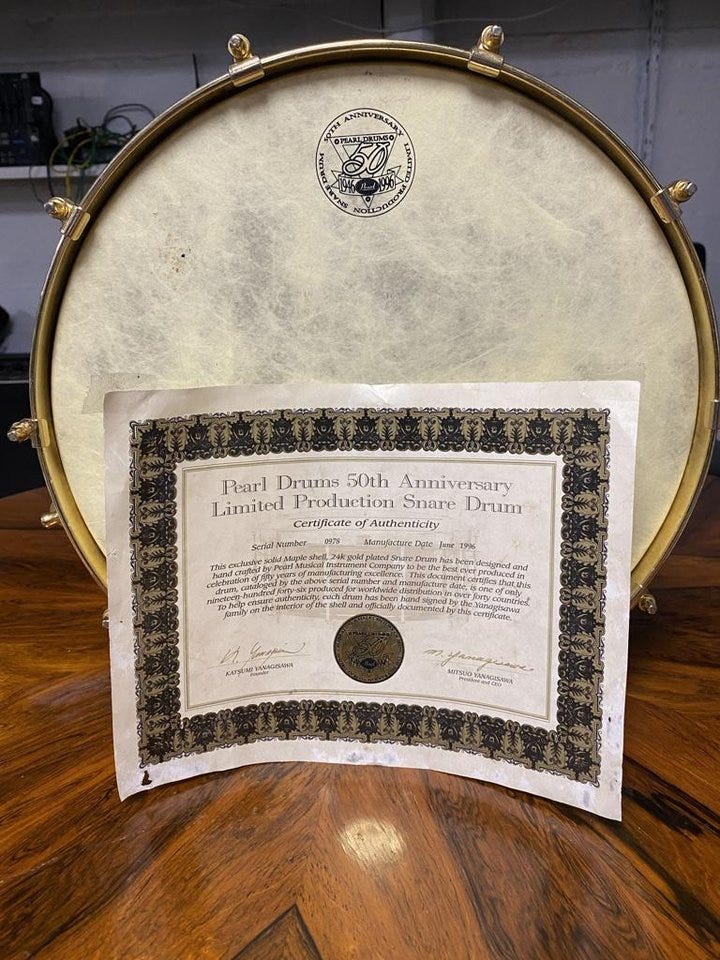 50TH ANNIVERSARY LIMITED PRODUCTION SNARE DRUM
PEARL DRUMS
50
1946 Pearl 1996
Pearl Drums 50th Anniversary
Limited Production Snare Drum
Certificate of Authenticity
Serial Number 0978 Manufacture Date June 1996
This exclusive solid Maple shell, 24k gold plated Snare Drum has been designed and
hand crafted by Pearl Musical Instrument Company to be the best ever produced in
celebration of fifty years of manufacturing excellence. This document certifies that this
drum, cataloged by the above serial number and manufacture date, is one of only
nineteen-hundred forty-six produced for worldwide distribution in over forty countries.
To help ensure authenticity, each drum has been hand signed by the Yanagisawa
family on the interior of the shell and officially documented by this certificate.
M. Yanagisawa
KATSUMI YANAGISAWA
Founder
MITSUO YANAGISAWA
President and CEO
PEARL DRUMS
50
Pearl